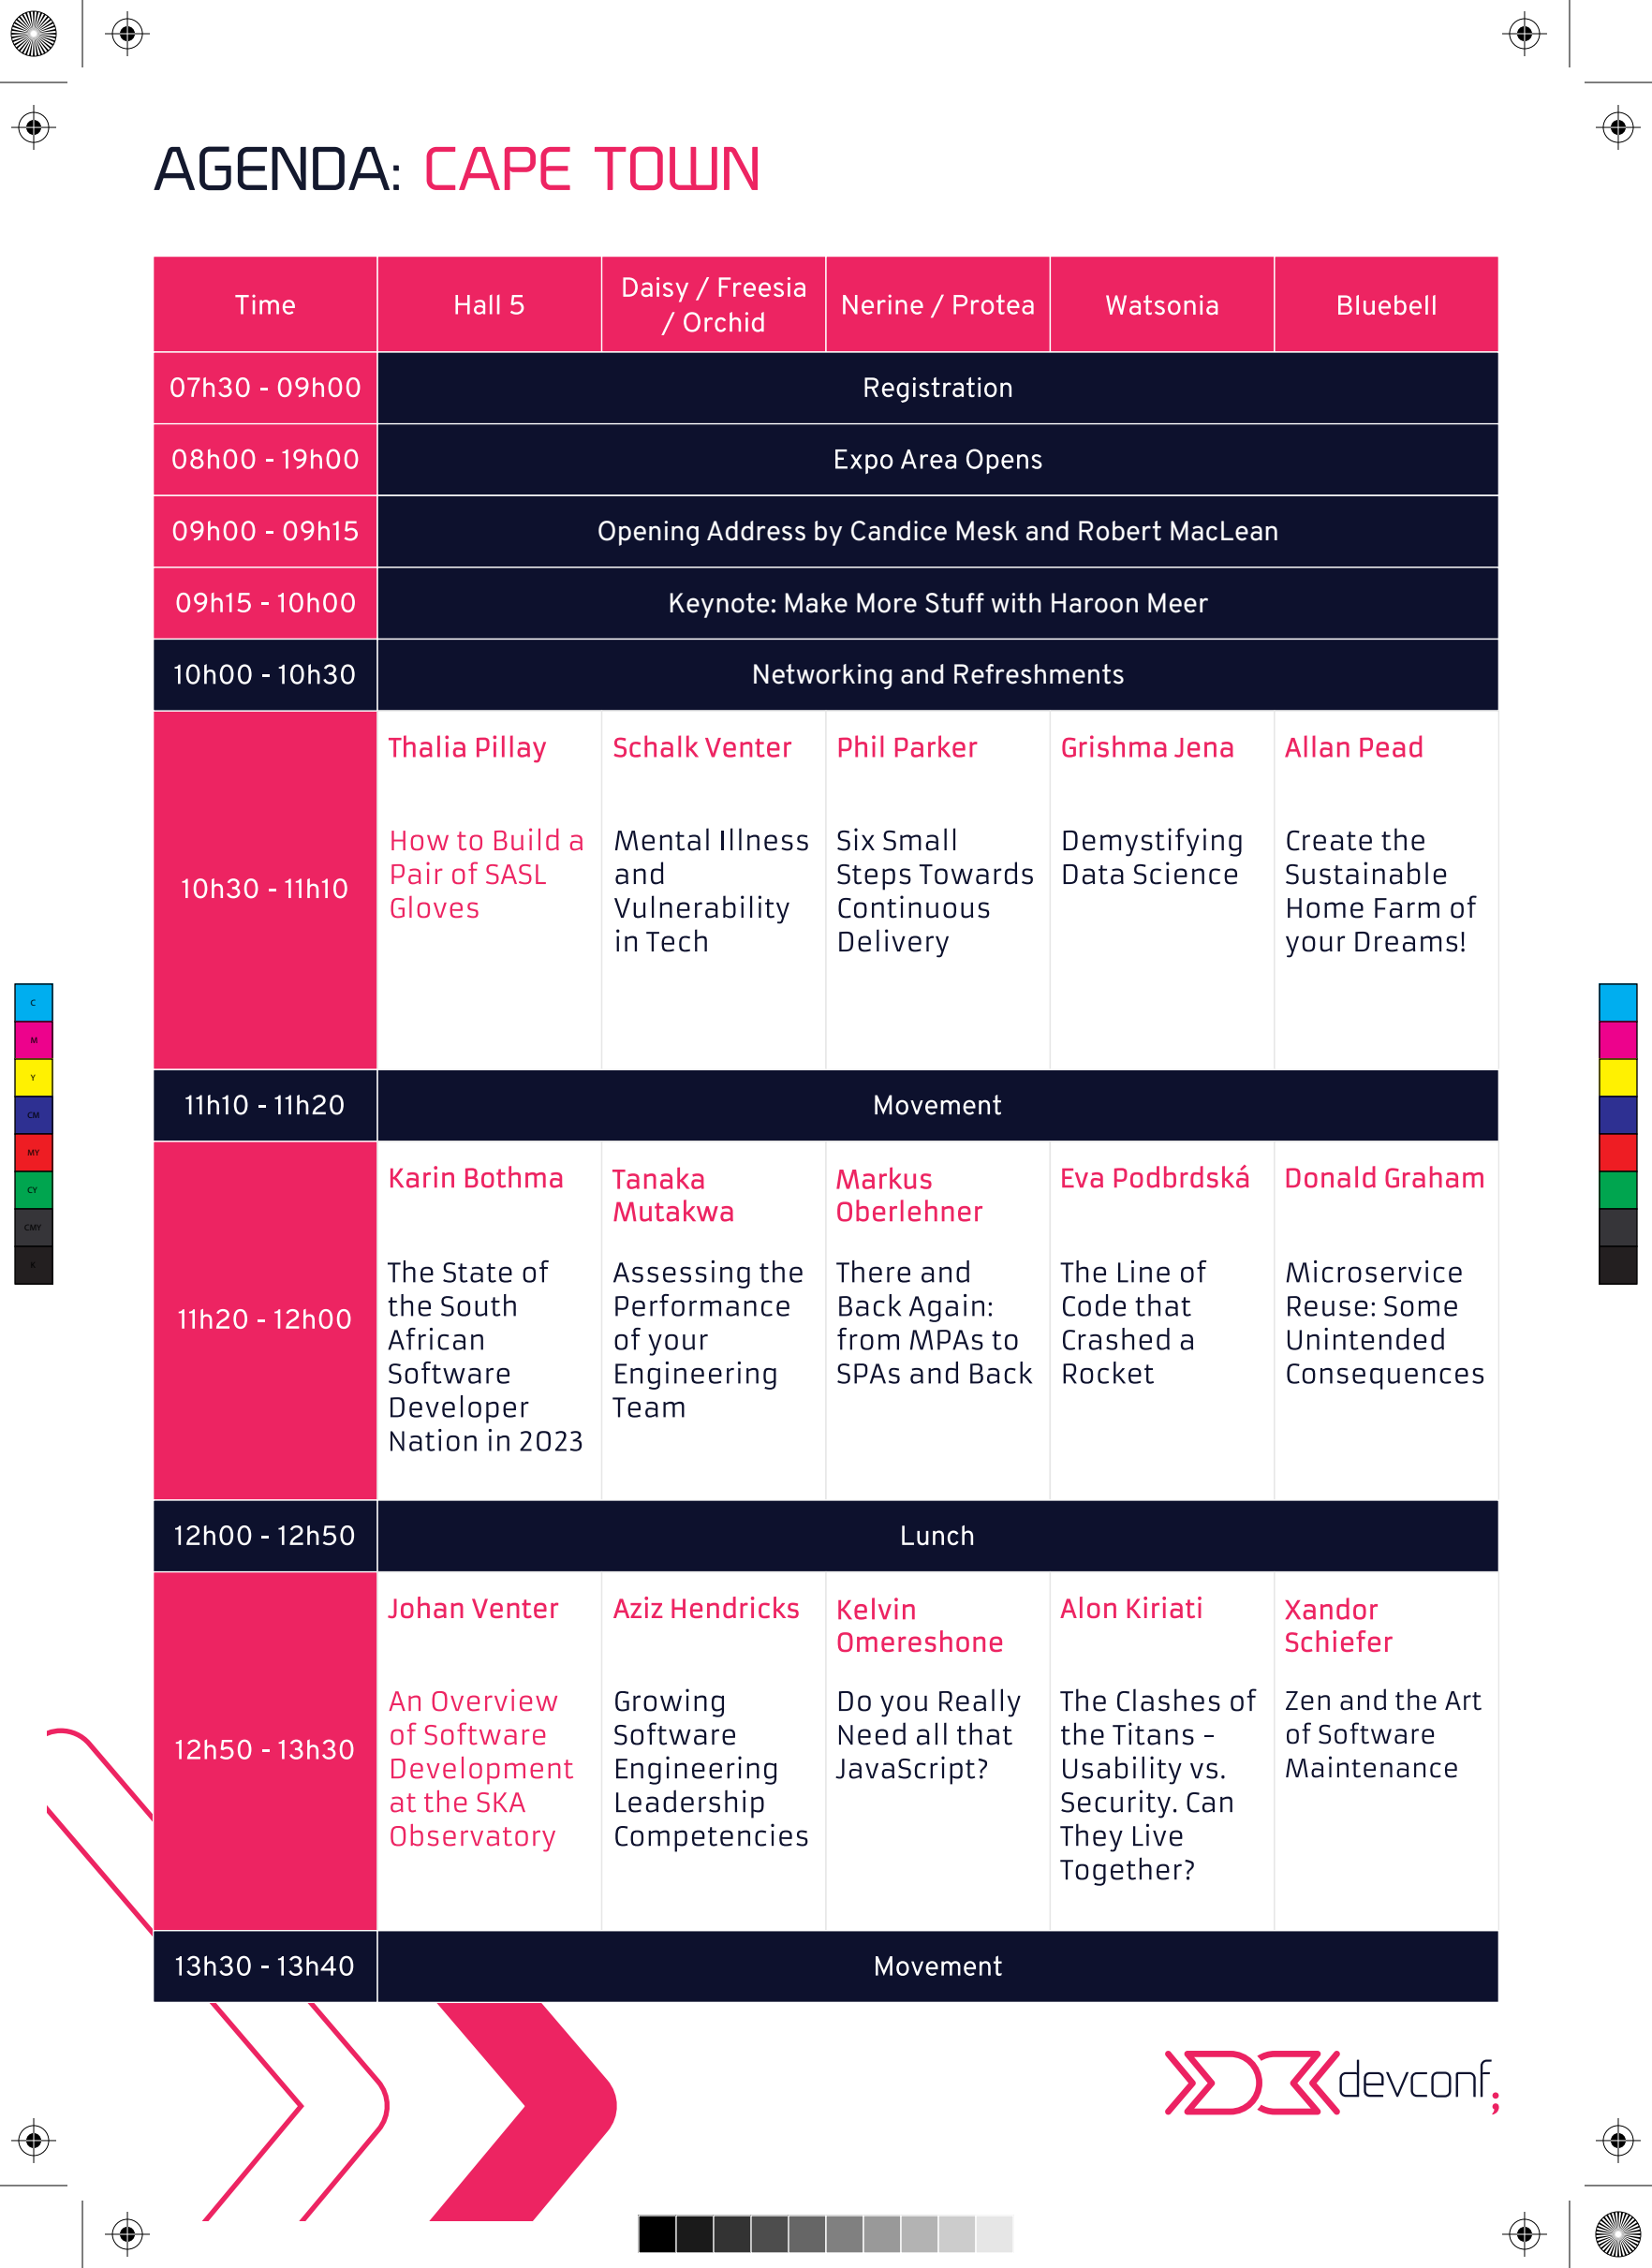 AGENDA: CAPE TOWN
Time
Hall 5
Daisy / Freesia
/ Orchid
Nerine / Protea
Watsonia
Bluebell
07h30 - 09h00
Registration
08h00 - 19h00
Expo Area Opens
09h00 - 09h15
Opening Address by Candice Mesk and Robert MacLean
09h15 - 10h00
Keynote: Make More Stuff with Haroon Meer
10h00 - 10h30
Networking and Refreshments
10h30 - 11h10
Thalia Pillay
How to Build a
Pair of SASL
Gloves
Schalk Venter
Mental Illness
and
Vulnerability
in Tech
Phil Parker
Six Small
Steps Towards
Continuous
Delivery
Grishma Jena
Demystifying
Data Science
Allan Pead
Create the
Sustainable
Home Farm of
your Dreams!
11h10 - 11h20
Movement
11h20 - 12h00
Karin Bothma
The State of
the South
African
Software
Developer
Nation in 2023
Tanaka
Mutakwa
Assessing the
Performance
of your
Engineering
Team
Markus
Oberlehner
There and
Back Again:
from MPAs to
SPAs and Back
Eva Podbrdská
The Line of
Code that
Crashed a
Rocket
Donald Graham
Microservice
Reuse: Some
Unintended
Consequences
12h00 - 12h50
Lunch
12h50 - 13h30
Johan Venter
An Overview
of Software
Development
at the SKA
Observatory
Aziz Hendricks
Growing
Software
Engineering
Leadership
Competencies
Kelvin
Omereshone
Do you Really
Need all that
JavaScript?
Alon Kiriati
The Clashes of
the Titans –
Usability vs.
Security. Can
They Live
Together?
Xandor
Schiefer
Zen and the Art
of Software
Maintenance
13h30 - 13h40
Movement
devconf;
C
M
Y
CM
MY
CY
CMY
K